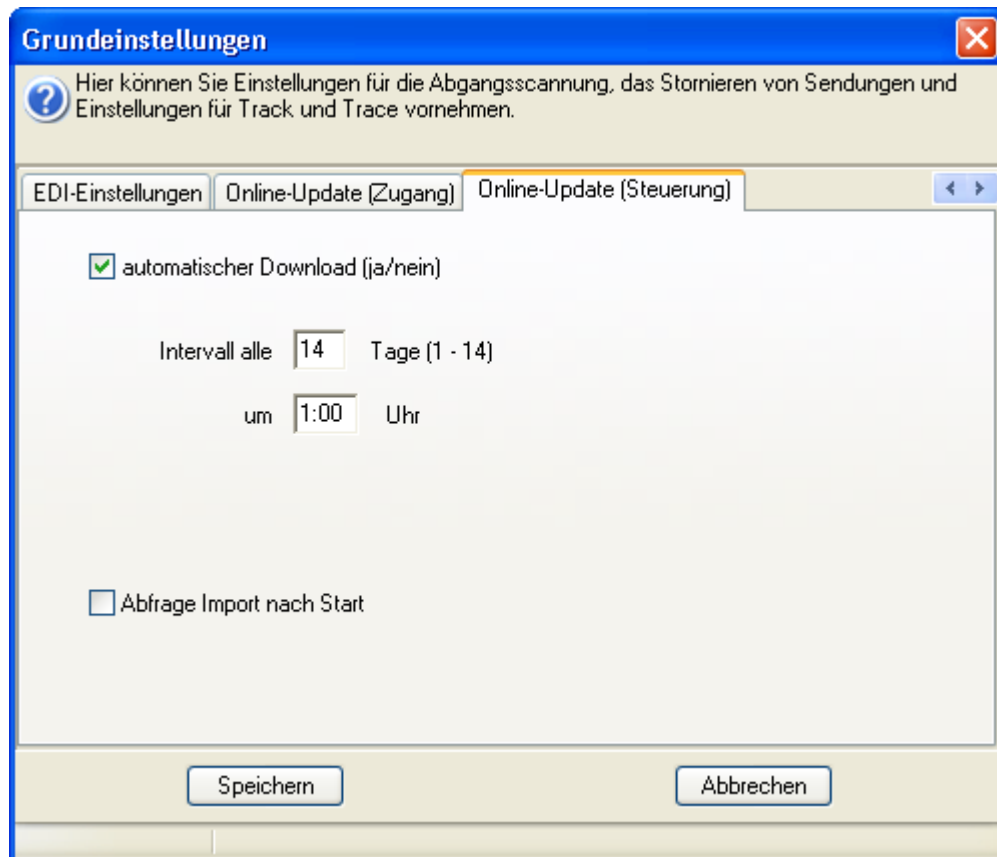 Grundeinstellungen
Hier können Sie Einstellungen für die Abgangsscannung, das Stornieren von Sendungen und
Einstellungen für Track und Trace vornehmen.
EDI-Einstellungen Online-Update (Zugang) Online-Update (Steuerung)
automatischer Download (ja/nein)
Intervall alle 14 Tage (1 - 14)
um 1:00 Uhr
Abfrage Import nach Start
Speichern Abbrechen